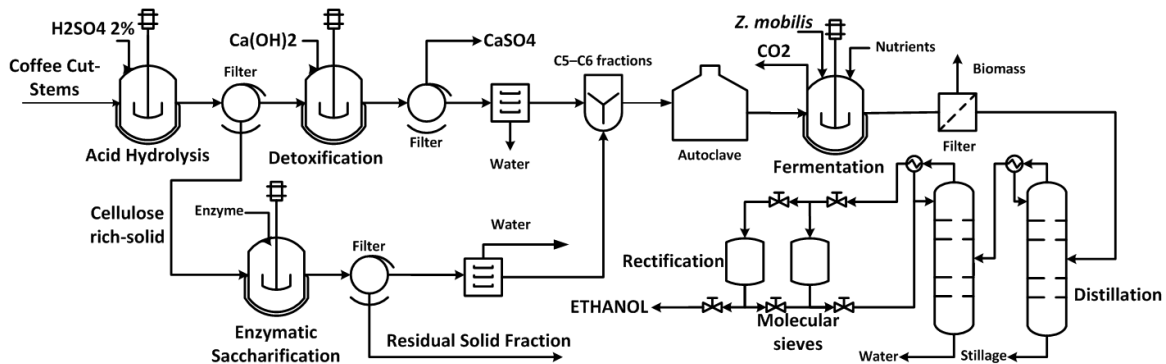 H2SO4 2%
Coffee Cut-
Stems
Filter
Acid Hydrolysis
Ca(OH)2
Detoxification
CaSO4
Filter
Water
C5–C6 fractions
Autoclave
Z. mobilis
CO2
Nutrients
Fermentation
Biomass
Filter
Cellulose
rich-solid
Enzyme
Enzymatic
Saccharification
Filter
Water
Residual Solid Fraction
Rectification
ETHANOL
Molecular
sieves
Distillation
Water
Stillage